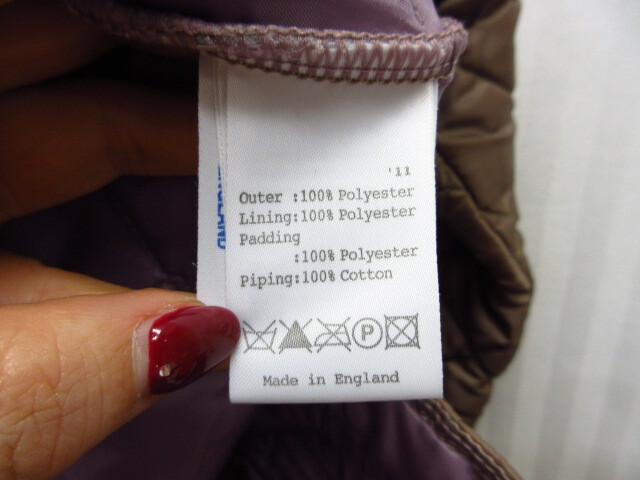 '11
Outer :100% Polyester
Lining:100% Polyester
Padding
:100% Polyester
Piping:100% Cotton
P
Made in England